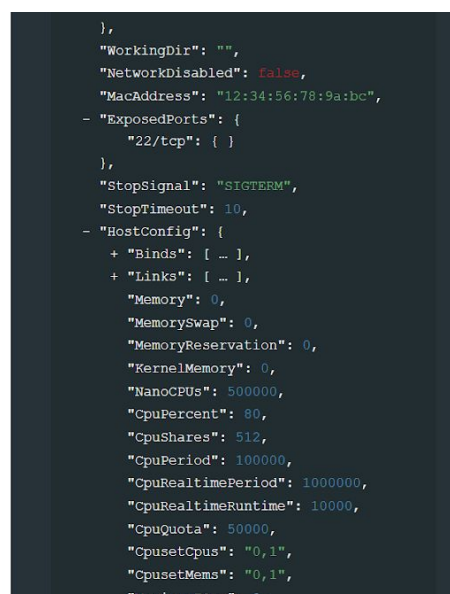 },
"WorkingDir": "",
"NetworkDisabled": false,
"MacAddress": "12:34:56:78:9a:bc",
- "ExposedPorts": {
"22/tcp": { }
},
"StopSignal": "SIGTERM",
"StopTimeout": 10,
- "HostConfig": {
+ "Binds": [ … ],
+ "Links": [ … ],
"Memory": 0,
"MemorySwap": 0,
"MemoryReservation": 0,
"KernelMemory": 0,
"NanoCPUs": 500000,
"CpuPercent": 80,
"CpuShares": 512,
"CpuPeriod": 100000,
"CpuRealtimePeriod": 1000000,
"CpuRealtimeRuntime": 10000,
"CpuQuota": 50000,
"CpusetCpus": "0,1",
"CpusetMems": "0,1",